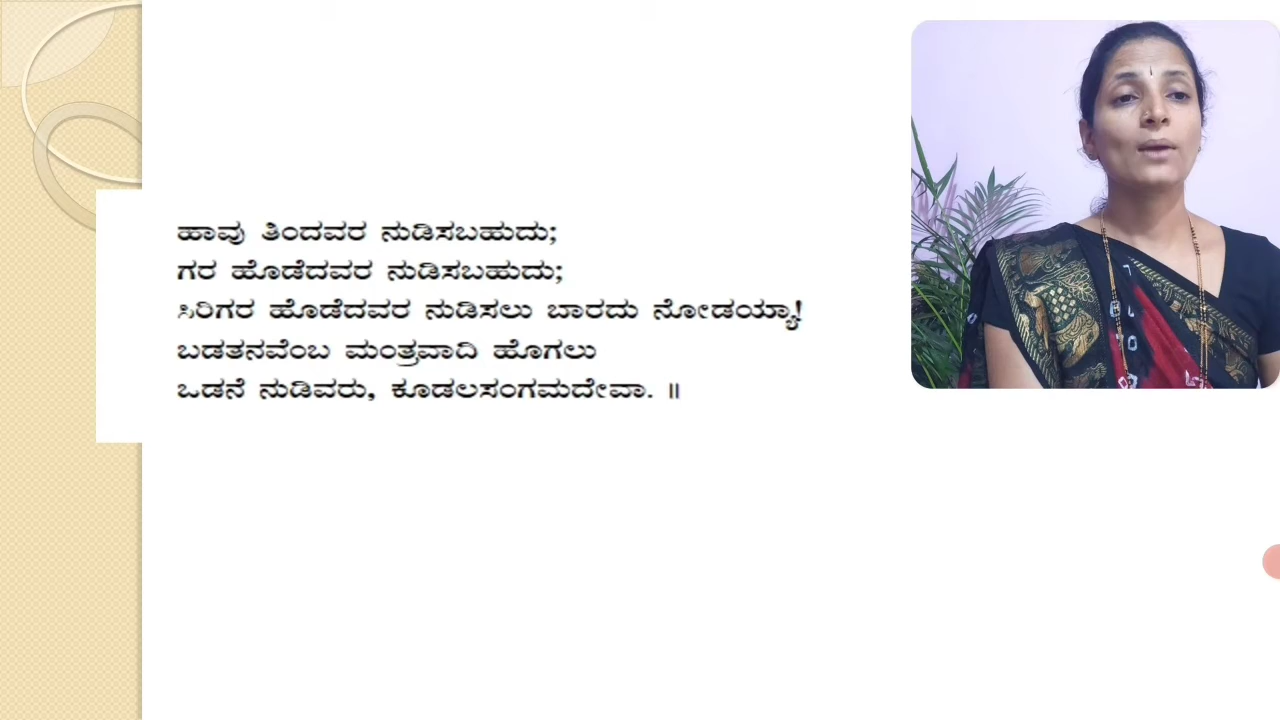 ಹಾವು ತಿಂದವರ ನುಡಿಸಬಹುದು;
ಗರ ಹೊಡೆದವರ ನುಡಿಸಬಹುದು;
ಸಿರಿಗರ ಹೊಡೆದವರ ನುಡಿಸಲು ಬಾರದು ನೋಡಯ್ಯಾ!
ಬಡತನವೆಂಬ ಮಂತ್ರವಾದಿ ಹೊಗಲು
ಒಡನೆ ನುಡಿವರು, ಕೂಡಲಸಂಗಮದೇವಾ. ॥